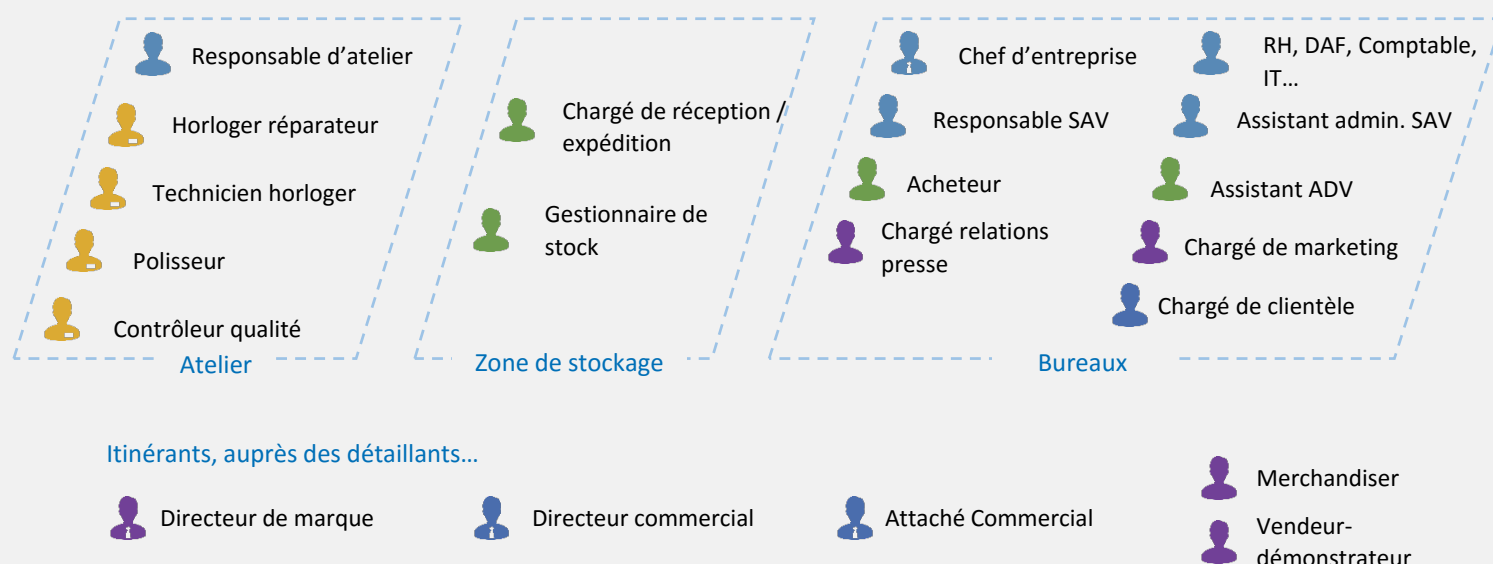 Responsable d'atelier
Horloger réparateur
Technicien horloger
Polisseur
Contrôleur qualité
Atelier
Chargé de réception /
expédition
Gestionnaire de
stock
Zone de stockage
Chef d'entreprise
RH, DAF, Comptable,
IT…
Responsable SAV
Assistant admin. SAV
Acheteur
Assistant ADV
Chargé relations
presse
Chargé de marketing
Chargé de clientèle
Bureaux
Itinérants, auprès des détaillants…
Directeur de marque
Directeur commercial
Attaché Commercial
Merchandiser
Vendeur-
démonstrateur